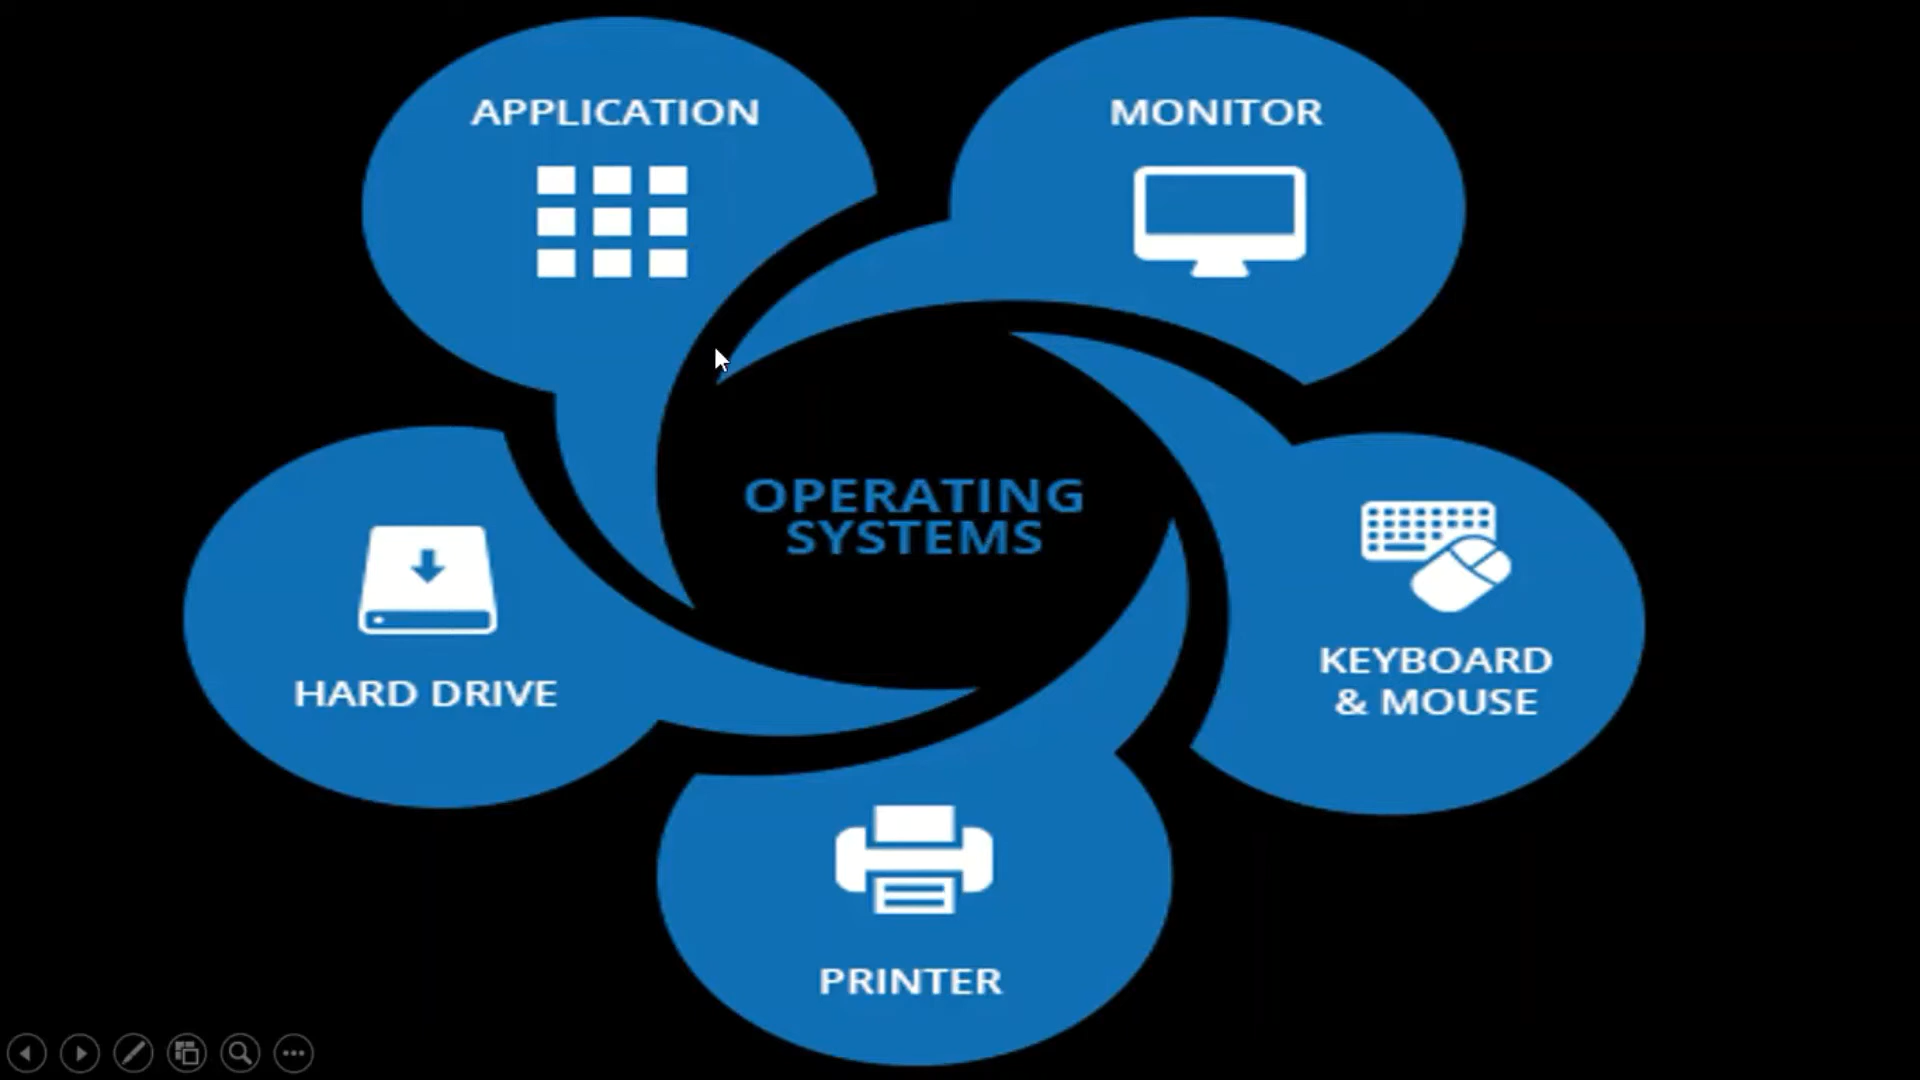 APPLICATION
MONITOR
OPERATING
SYSTEMS
HARD DRIVE
KEYBOARD
& MOUSE
PRINTER